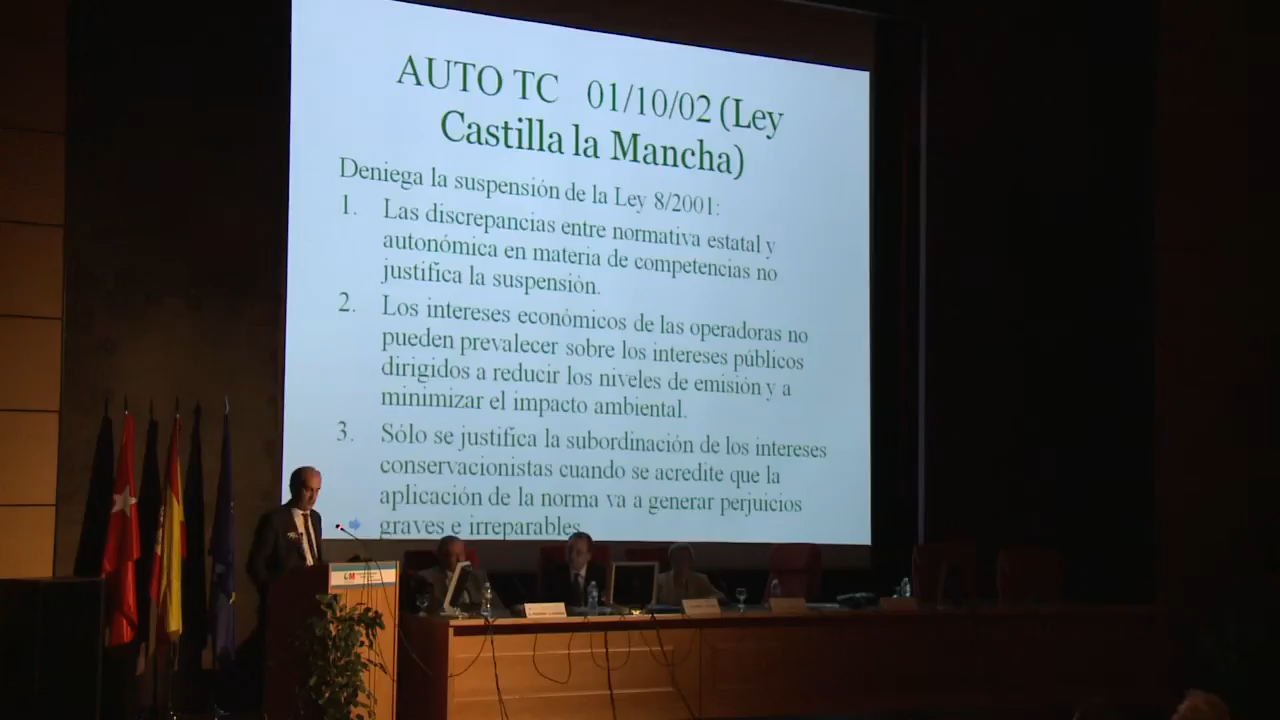 AUTO TC 01/10/02 (Ley
Castilla la Mancha)
Deniega la suspensión de la Ley 8/2001:
1. Las discrepancias entre normativa estatal y
autonómica en materia de competencias no
justifica la suspensión.
2. Los intereses económicos de las operadoras no
pueden prevalecer sobre los intereses públicos
dirigidos a reducir los niveles de emisión y a
minimizar el impacto ambiental.
3. Sólo se justifica la subordinación de los intereses
conservacionistas cuando se acredite que la
aplicación de la norma va a generar perjuicios
graves e irreparables.